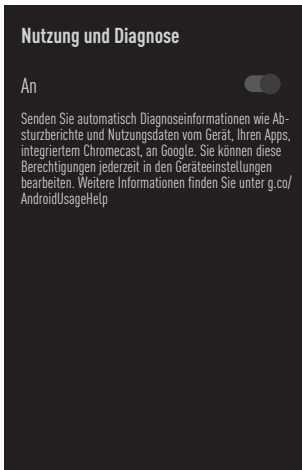 Nutzung und Diagnose
An
Senden Sie automatisch Diagnoseinformationen wie Ab-
sturzberichte und Nutzungsdaten vom Gerät, Ihren Apps,
integriertem Chromecast, an Google. Sie können diese
Berechtigungen jederzeit in den Geräteeinstellungen
bearbeiten. Weitere Informationen finden Sie unter g.co/
AndroidUsageHelp